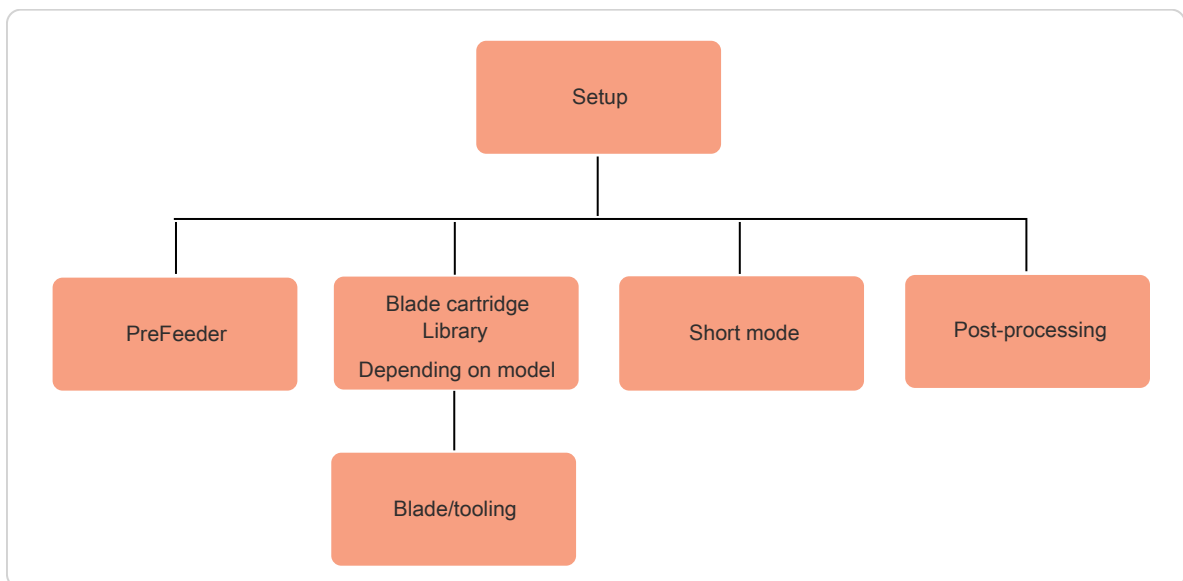 Setup
PreFeeder
Blade cartridge
Library
Depending on model
Short mode
Post-processing
Blade/tooling